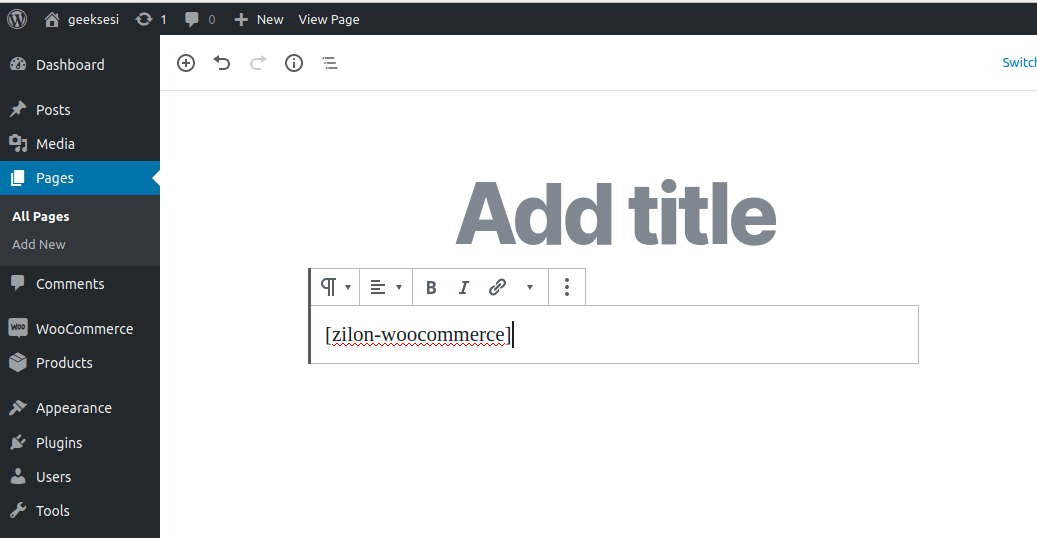 geeksesi 1 0 New View Page
Switch
Dashboard
Posts
Media
Pages
All Pages
Add New
Comments
WOO WooCommerce
Products
Appearance
Plugins
Users
Tools
Add title
B I
[zilon-woocommerce]